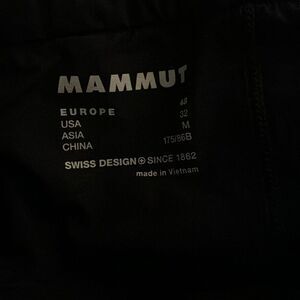 MAMMUT
EUROPE 48
USA 32
ASIA M
CHINA 175/86B
SWISS DESIGN SINCE 1862
made in Vietnam